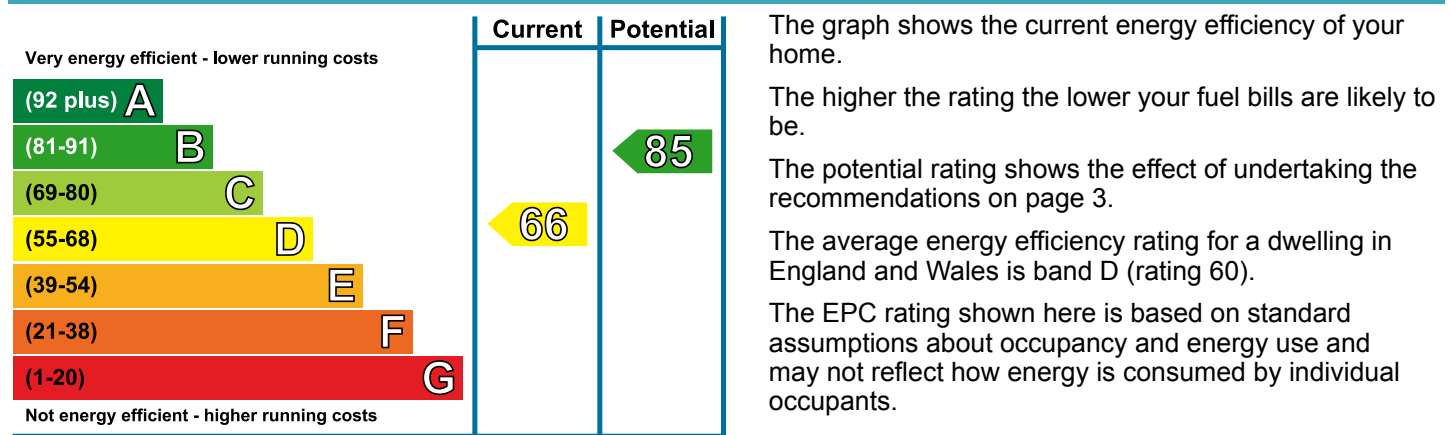 Current Potential
Very energy efficient - lower running costs
(92 plus) A
(81-91) B
85
(69-80) C
66
(55-68) D
(39-54) E
(21-38) F
(1-20) G
Not energy efficient - higher running costs
The graph shows the current energy efficiency of your
home.
The higher the rating the lower your fuel bills are likely to
be.
The potential rating shows the effect of undertaking the
recommendations on page 3.
The average energy efficiency rating for a dwelling in
England and Wales is band D (rating 60).
The EPC rating shown here is based on standard
assumptions about occupancy and energy use and
may not reflect how energy is consumed by individual
occupants.